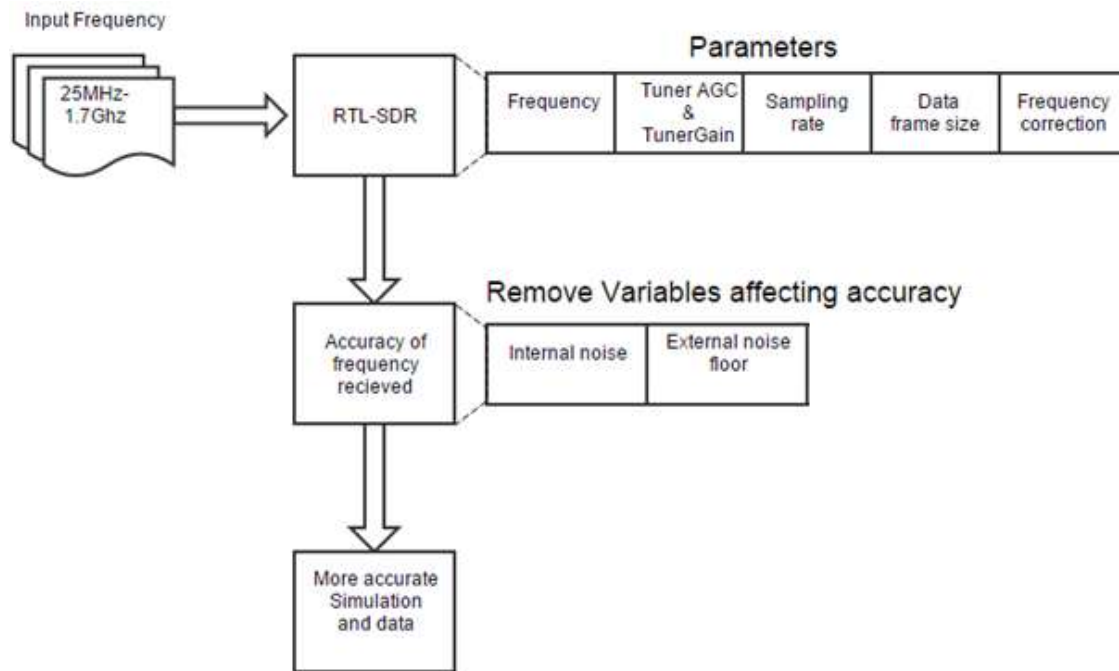 Input Frequency
25MHz-
1.7Ghz
RTL-SDR
Parameters
Frequency
Tuner AGC
&
TunerGain
Sampling
rate
Data
frame size
Frequency
correction
Accuracy of
frequency
recieved
Remove Variables affecting accuracy
Internal noise
External noise
floor
More accurate
Simulation
and data